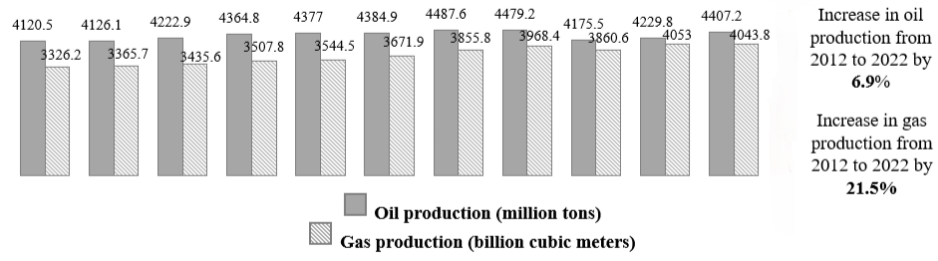 4120.5 4126.1 4222.9 4364.8 4377 4384.9 4487.6 4479.2 4175.5 4229.8 4407.2
3326.2 3365.7 3435.6 3507.8 3544.5 3671.9 3855.8 3968.4 3860.6 4053 4043.8
Oil production (million tons)
Gas production (billion cubic meters)
Increase in oil
production from
2012 to 2022 by
6.9%
Increase in gas
production from
2012 to 2022 by
21.5%